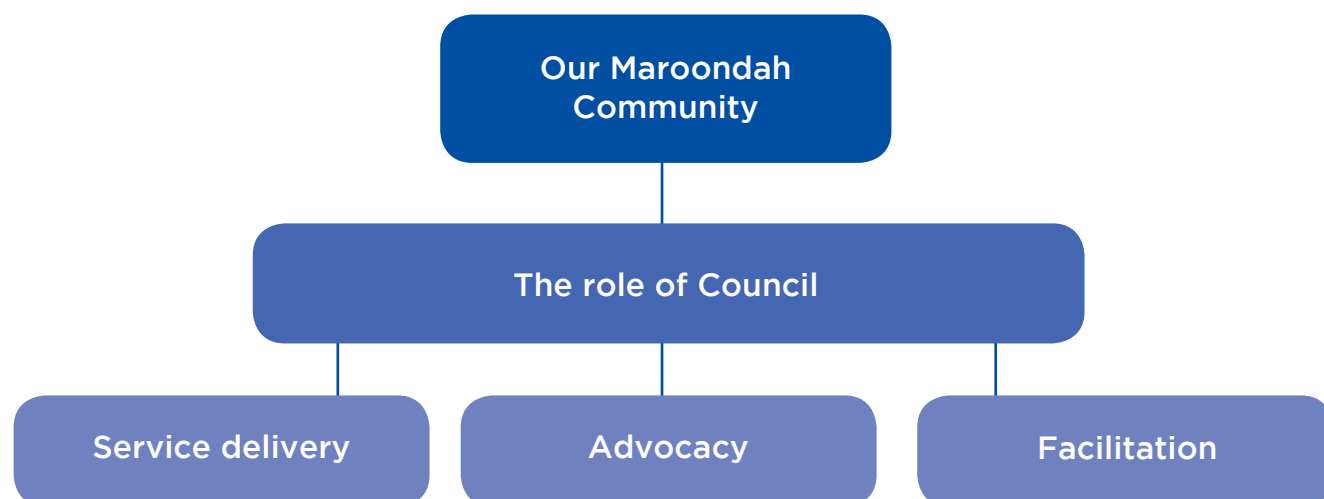 Our Maroondah
Community
The role of Council
Service delivery
Advocacy
Facilitation